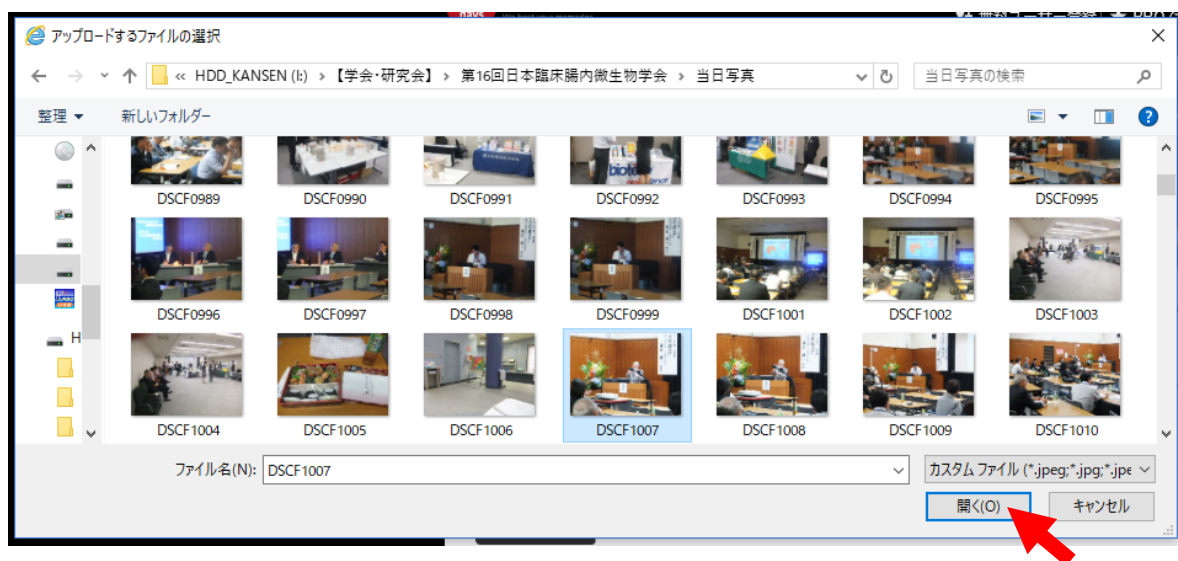 アップロードするファイルの選択
« HDD_KANSEN (I:) › 【学会・研究会】 › 第16回日本臨床腸内微生物学会 › 当日写真
当日写真の検索
整理 新しいフォルダー
DSCF0989 DSCF0990 DSCF0991 DSCF0992 DSCF0993 DSCF0994 DSCF0995
DSCF0996 DSCF0997 DSCF0998 DSCF0999 DSCF1001 DSCF1002 DSCF1003
H
DSCF1004 DSCF1005 DSCF1006 DSCF1007 DSCF1008 DSCF1009 DSCF1010
ファイル名(N): DSCF1007 カスタム ファイル (*.jpeg;*.jpg;*.jpe
開く(O) キャンセル